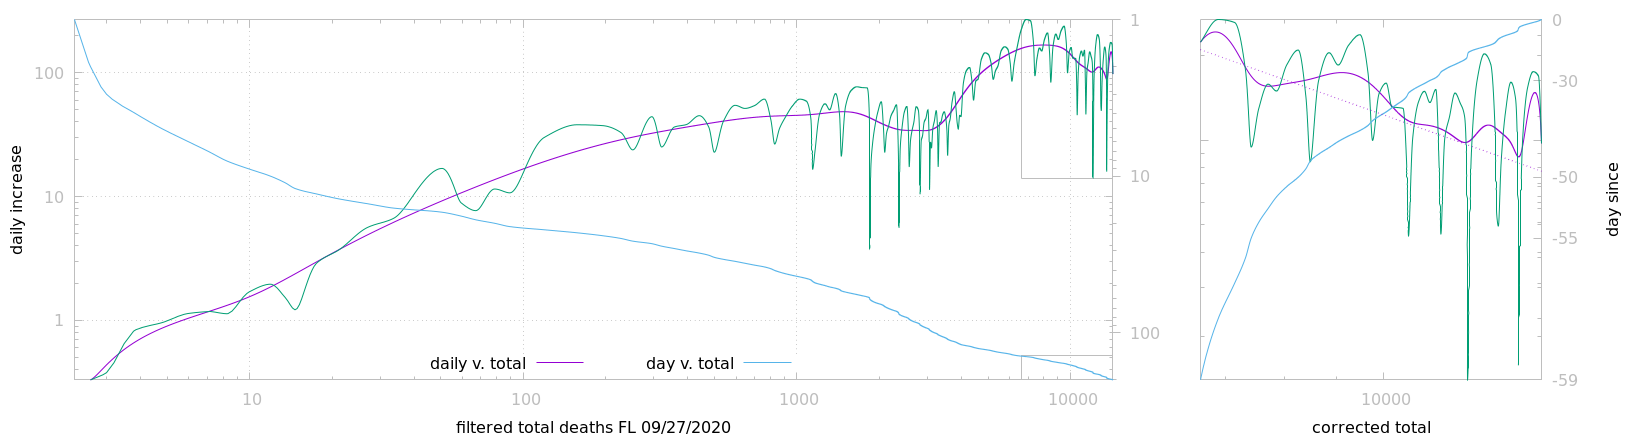 daily increase
100
10
1
daily v. total
day v. total
10
100
1000
10000
filtered total deaths FL 09/27/2020
1
10
100
10000
corrected total
0
-30
-50
-55
-59
day since